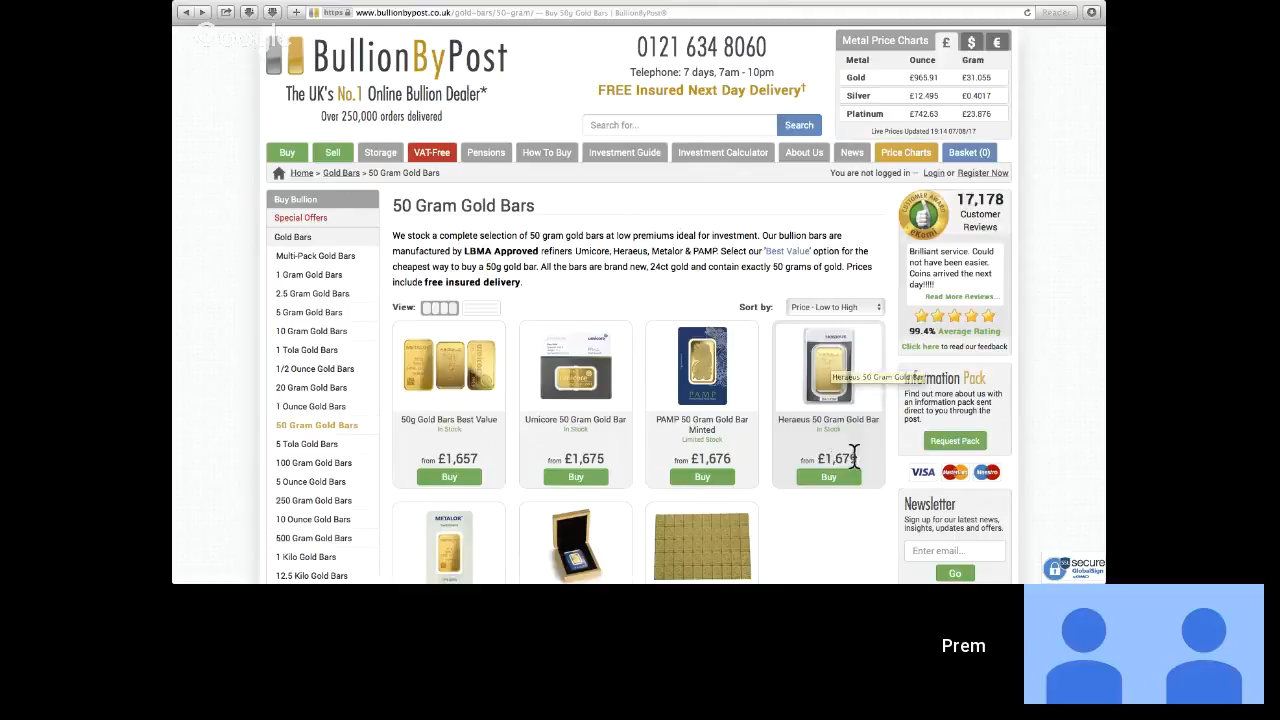 https www.bullionbypost.co.uk/gold-bars/50-gram/ — Buy 50g Gold Bars | BullionByPost®
Reader
Google
BullionByPost
The UK's No.1 Online Bullion Dealer*
Over 250,000 orders delivered
0121 634 8060
Telephone: 7 days, 7am - 10pm
FREE Insured Next Day Delivery†
Search for...
Search
Metal Price Charts £ $ €
Metal Ounce Gram
Gold £965.91 £31.055
Silver £12.495 £0.4017
Platinum £742.63 £23.876
Live Prices Updated 19:14 07/08/17
Buy Sell Storage VAT-Free Pensions How To Buy Investment Guide Investment Calculator About Us News Price Charts Basket (0)
Home > Gold Bars > 50 Gram Gold Bars
You are not logged in – Login or Register Now
Buy Bullion
Special Offers
Gold Bars
Multi-Pack Gold Bars
1 Gram Gold Bars
2.5 Gram Gold Bars
5 Gram Gold Bars
10 Gram Gold Bars
1 Tola Gold Bars
1/2 Ounce Gold Bars
20 Gram Gold Bars
1 Ounce Gold Bars
50 Gram Gold Bars
5 Tola Gold Bars
100 Gram Gold Bars
5 Ounce Gold Bars
250 Gram Gold Bars
10 Ounce Gold Bars
500 Gram Gold Bars
1 Kilo Gold Bars
12.5 Kilo Gold Bars
50 Gram Gold Bars
We stock a complete selection of 50 gram gold bars at low premiums ideal for investment. Our bullion bars are
manufactured by LBMA Approved refiners Umicore, Heraeus, Metalor & PAMP. Select our 'Best Value' option for the
cheapest way to buy a 50g gold bar. All the bars are brand new, 24ct gold and contain exactly 50 grams of gold. Prices
include free insured delivery.
View:
Sort by: Price - Low to High
METALOR
umicore
umicore
PAMP
50g Gold Bars Best Value
In Stock
from £1,657
Buy
Umicore 50 Gram Gold Bar
In Stock
from £1,675
Buy
PAMP 50 Gram Gold Bar
Minted
Limited Stock
from £1,676
Buy
Heraeus 50 Gram Gold Bar
Heraeus 50 Gram Gold Bar
In Stock
from £1,679
Buy
METALOR
CUSTOMER AWARD
eKomi
17,178
Customer
Reviews
Brilliant service. Could
not have been easier.
Coins arrived the next
day!!!!!
Read More Reviews...
99.4% Average Rating
Click here to read our feedback
Information Pack
Find out more about us with
an information pack sent
direct to you through the
post.
Request Pack
VISA MasterCard Maestro
Newsletter
Sign up for our latest news,
insights, updates and offers.
Enter email...
Go
secure
GlobalSign
Prem